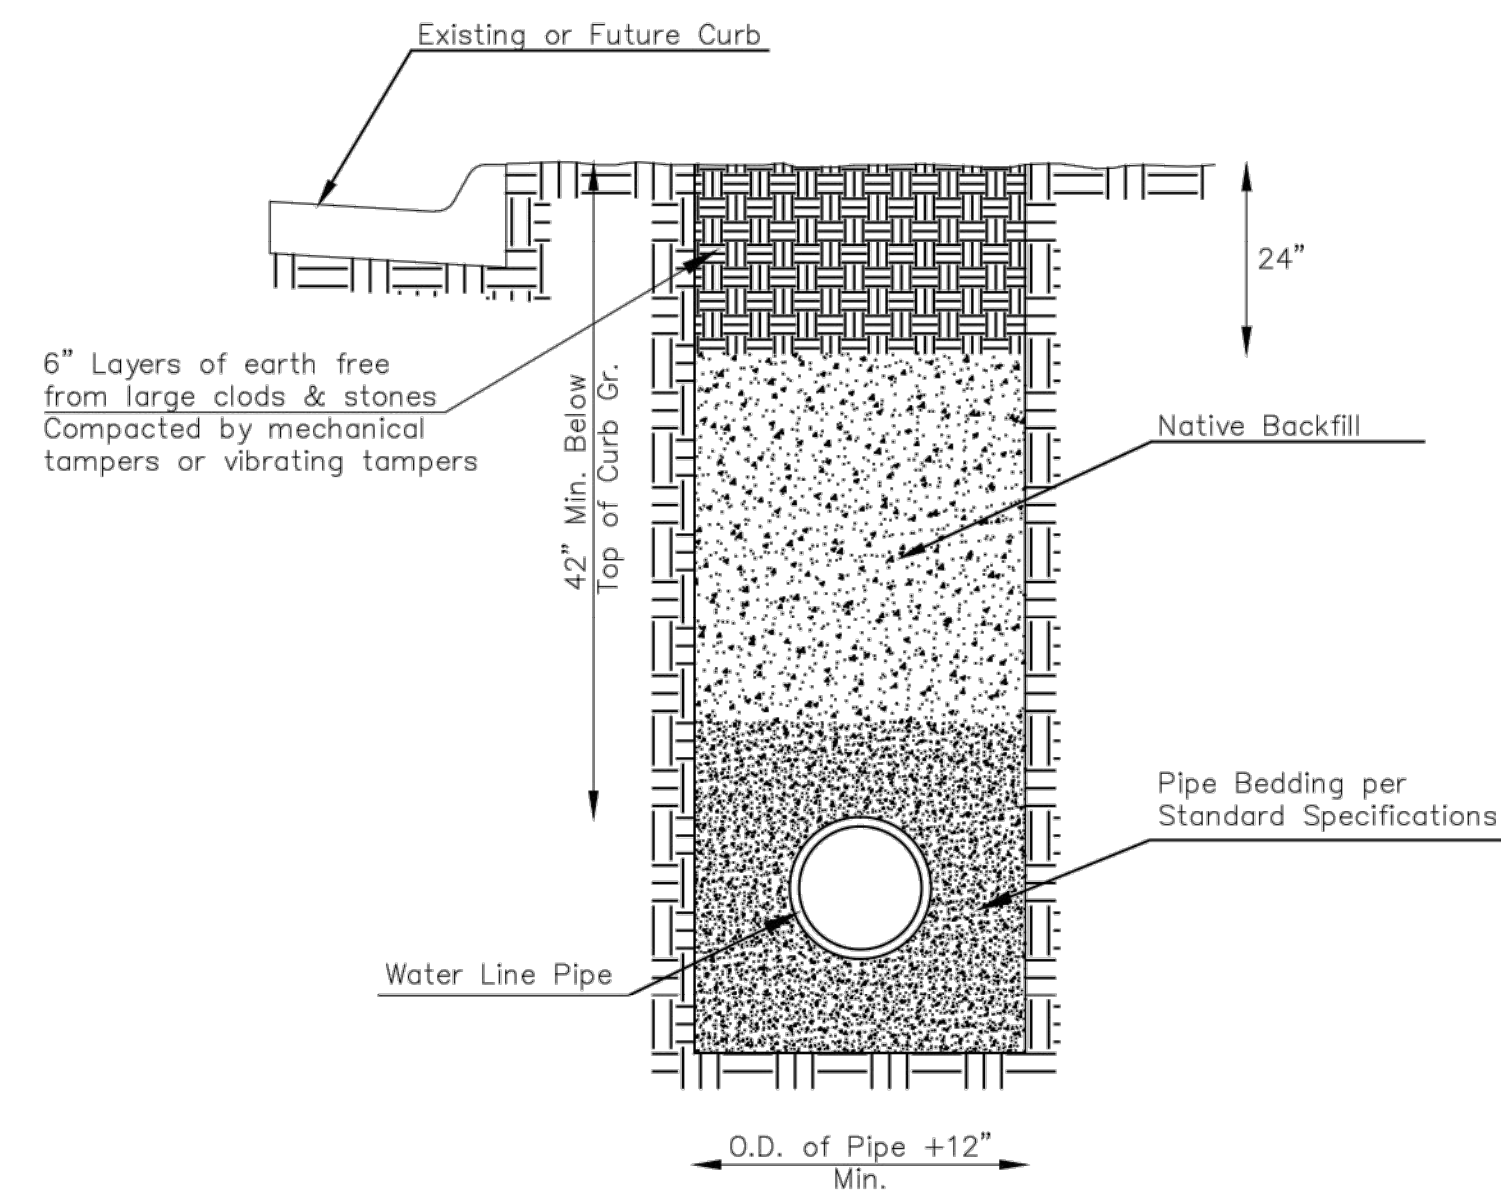 Existing or Future Curb
24”
6” Layers of earth free
from large clods & stones
Compacted by mechanical
tampers or vibrating tampers
42” Min. Below
Top of Curb Gr.
Native Backfill
Pipe Bedding per
Standard Specifications
Water Line Pipe
O.D. of Pipe +12”
Min.